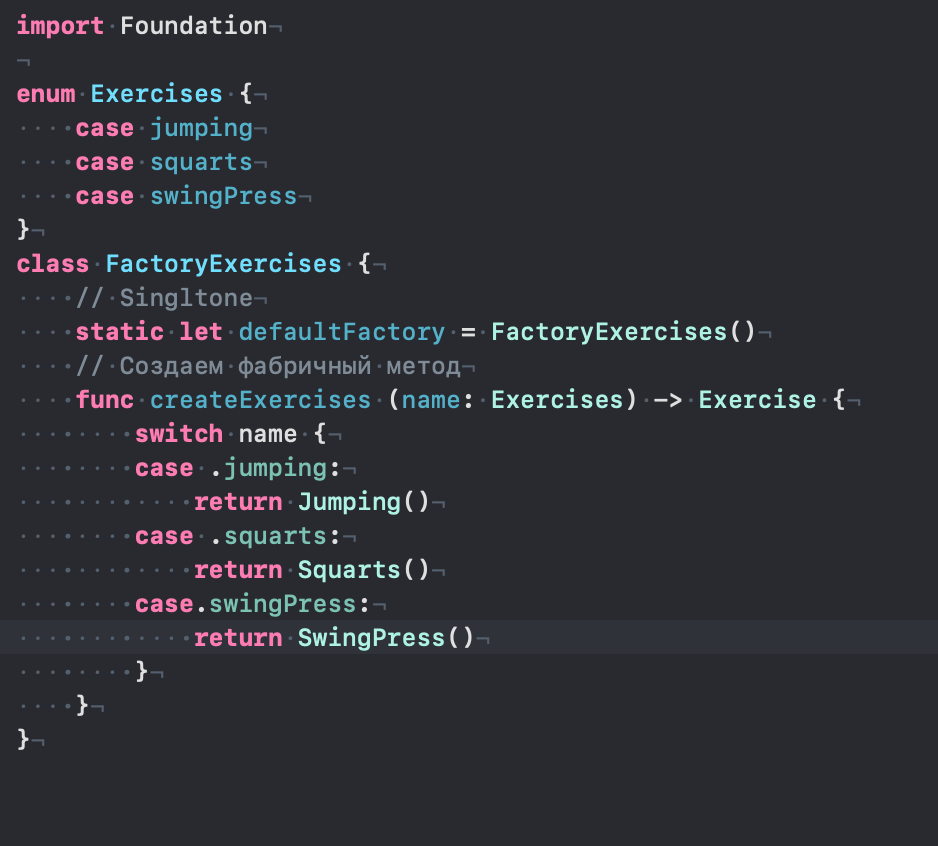 import Foundation

enum Exercises {
    case jumping
    case squarts
    case swingPress
}
class FactoryExercises {
    // Singltone
    static let defaultFactory = FactoryExercises()
    // Создаем фабричный метод
    func createExercises (name: Exercises) -> Exercise {
        switch name {
        case .jumping:
            return Jumping()
        case .squarts:
            return Squarts()
        case.swingPress:
            return SwingPress()
        }
    }
}